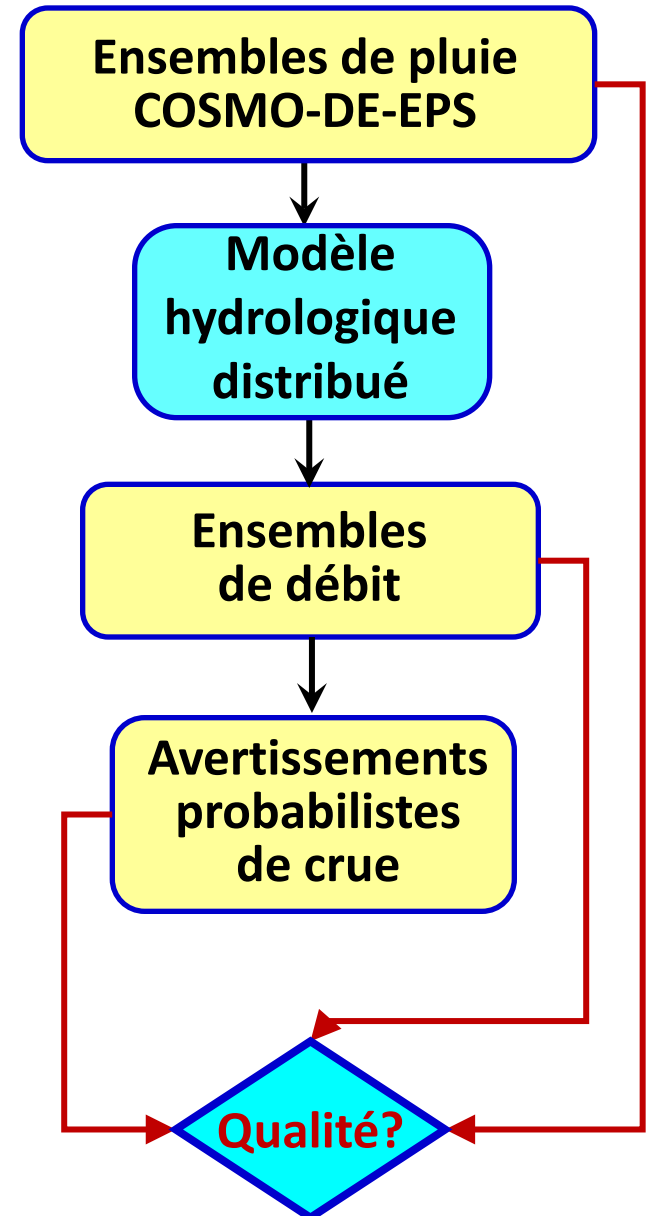 Ensembles de pluie
COSMO-DE-EPS
Modèle
hydrologique
distribué
Ensembles
de débit
Avertissements
probabilistes
de crue
Qualité?